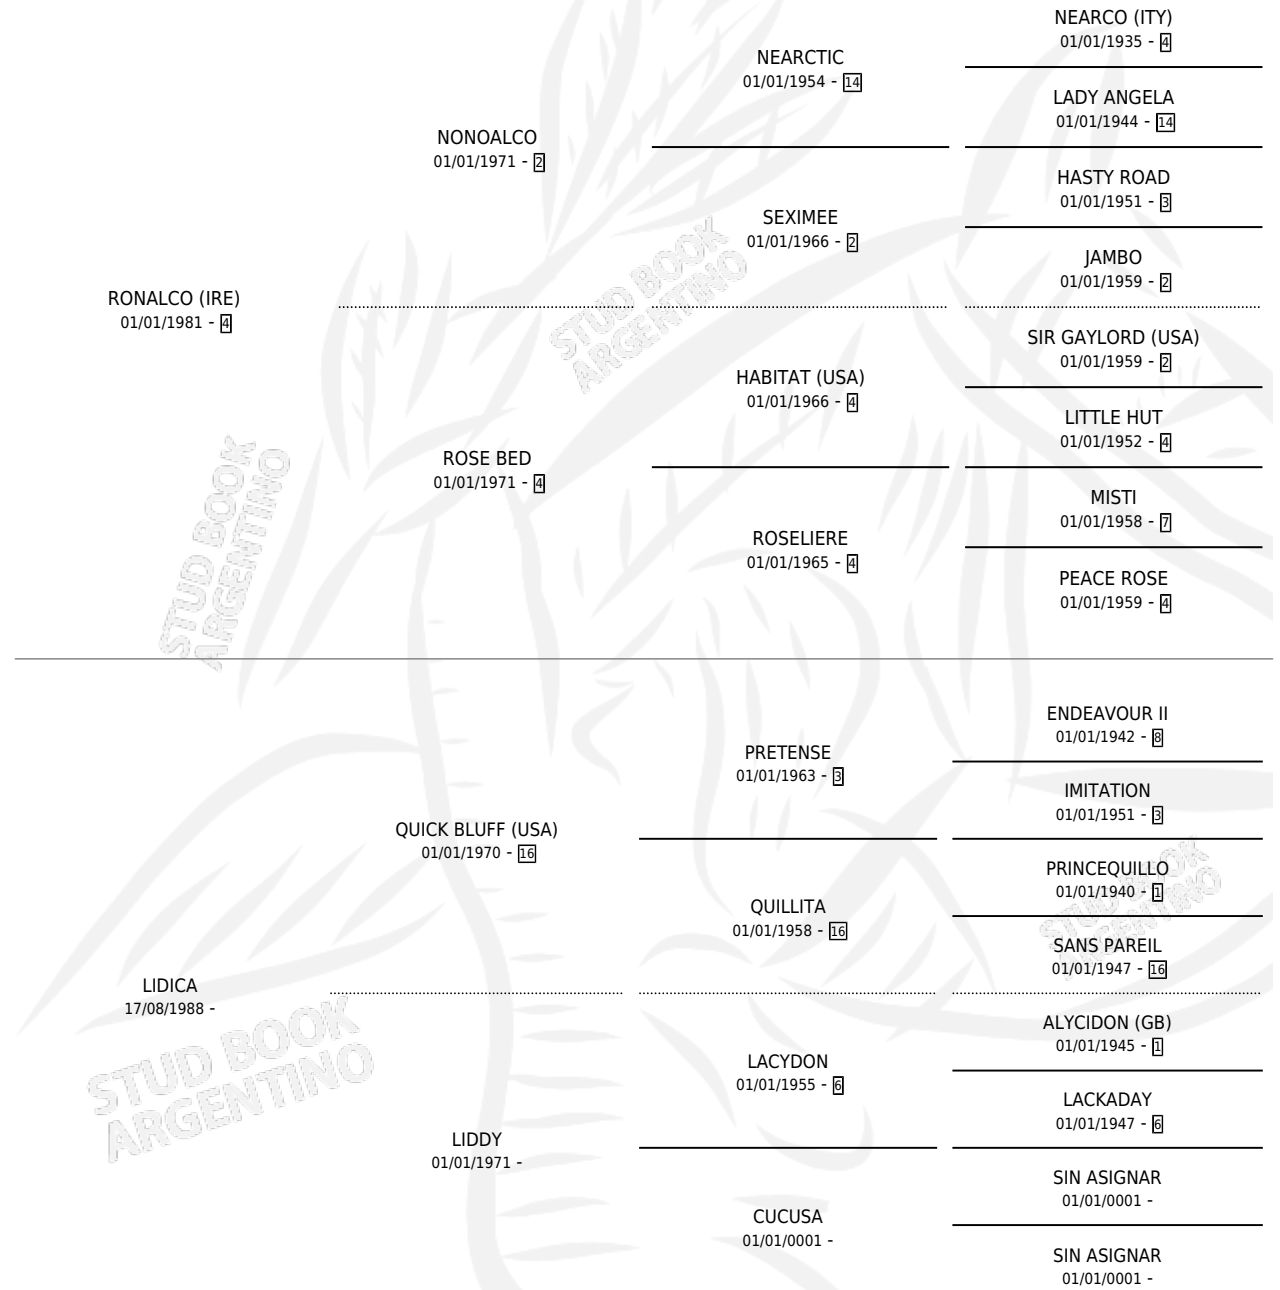 NEARCO (ITY)
01/01/1935 - 4
NEARCTIC
01/01/1954 - 14
LADY ANGELA
01/01/1944 - 14
NONOALCO
01/01/1971 - 2
HASTY ROAD
01/01/1951 - 3
SEXIMEE
01/01/1966 - 2
JAMBO
01/01/1959 - 2
RONALCO (IRE)
01/01/1981 - 4
SIR GAYLORD (USA)
01/01/1959 - 2
HABITAT (USA)
01/01/1966 - 4
LITTLE HUT
01/01/1952 - 4
ROSE BED
01/01/1971 - 4
MISTI
01/01/1958 - 7
ROSELIERE
01/01/1965 - 4
PEACE ROSE
01/01/1959 - 4
STUD BOOK
ARGENTINO
STUD BOOK
ARGENTINO
ENDEAVOUR II
01/01/1942 - 8
PRETENSE
01/01/1963 - 3
IMITATION
01/01/1951 - 3
QUICK BLUFF (USA)
01/01/1970 - 16
PRINCEQUILLO
01/01/1940 - 1
QUILLITA
01/01/1958 - 16
SANS PAREIL
01/01/1947 - 16
LIDICA
17/08/1988 -
ALYCIDON (GB)
01/01/1945 - 1
LACYDON
01/01/1955 - 6
LACKADAY
01/01/1947 - 6
LIDDY
01/01/1971 -
SIN ASIGNAR
01/01/0001 -
CUCUSA
01/01/0001 -
SIN ASIGNAR
01/01/0001 -
STUD BOOK
ARGENTINO
STUD BOOK
ARGENTINO